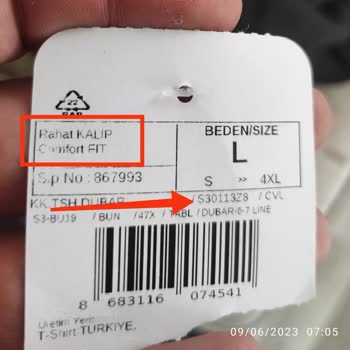 22
PAP
Rahat KALIP
Comfort FIT
BEDEN/SIZE
L
Sip No : 867993
S » 4XL
KK TSH DUBAR
S30113Z8 / CVL
S3-BU19 / BUN / 47X / TABL / DUBAR-6-7 LINE
8 683116 074541
Üretim Yeri:
T-Shirt TURKIYE,
09/06/2023 07:05